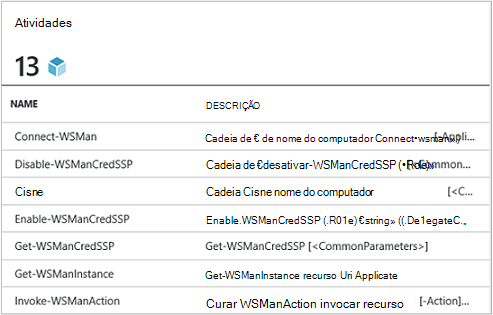 Atividades
13
NAME DESCRIÇÃO
Connect-WSMan Cadeia de € de nome do computador Connect•wsman».) [-Appli...
Disable-WSManCredSSP Cadeia de €desativar-WSManCredSSP (•Role» Common...
Cisne Cadeia Cisne nome do computador [<C...
Enable-WSManCredSSP Enable.WSManCredSSP (.R01e) €string» ((.De1egateC.,
Get-WSManCredSSP Get-WSManCredSSP [<CommonParameters>]
Get-WSManInstance Get-WSManInstance recurso Uri Applicate
Invoke-WSManAction Curar WSManAction invocar recurso [-Action]...